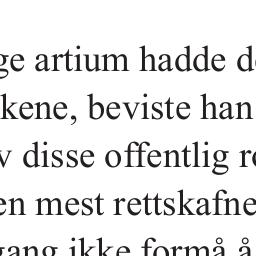 ge artium hadde d
kene, beviste han
v disse offentlig r
en mest rettskafne
gang ikke formå å